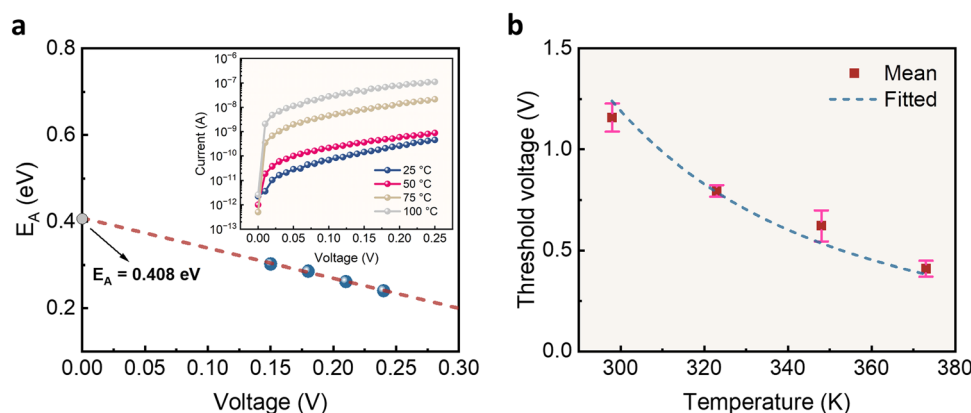 a
E_A (eV)
0.8
0.6
0.4
0.2
0.00 0.05 0.10 0.15 0.20 0.25 0.30
Voltage (V)
E_A = 0.408 eV
Current (A)
10⁻⁶
10⁻⁷
10⁻⁸
10⁻⁹
10⁻¹⁰
10⁻¹¹
10⁻¹²
10⁻¹³
25 °C
50 °C
75 °C
100 °C
0.00 0.05 0.10 0.15 0.20 0.25
Voltage (V)
b
Threshold voltage (V)
1.5
1.0
0.5
0.0
Mean
Fitted
300 320 340 360 380
Temperature (K)